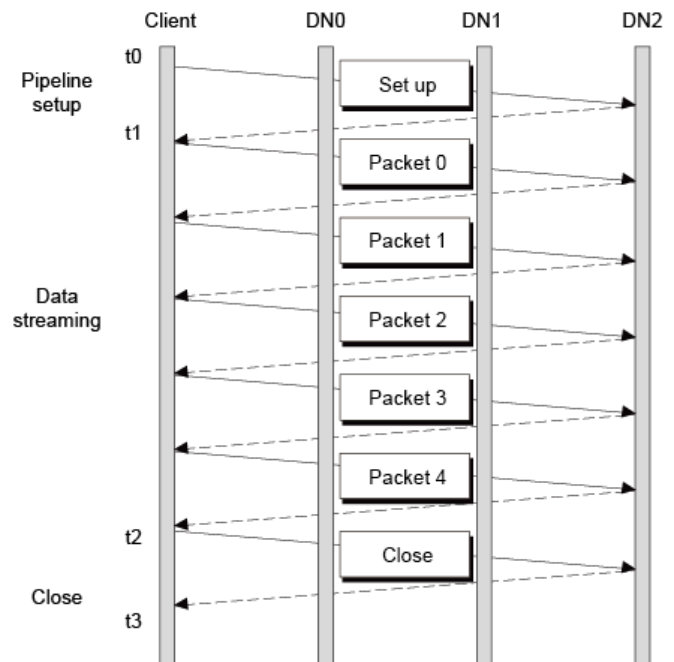 Client DN0 DN1 DN2
t0
Set up
Pipeline
setup
t1
Packet 0
Packet 1
Data
streaming
Packet 2
Packet 3
Packet 4
t2
Close
Close
t3